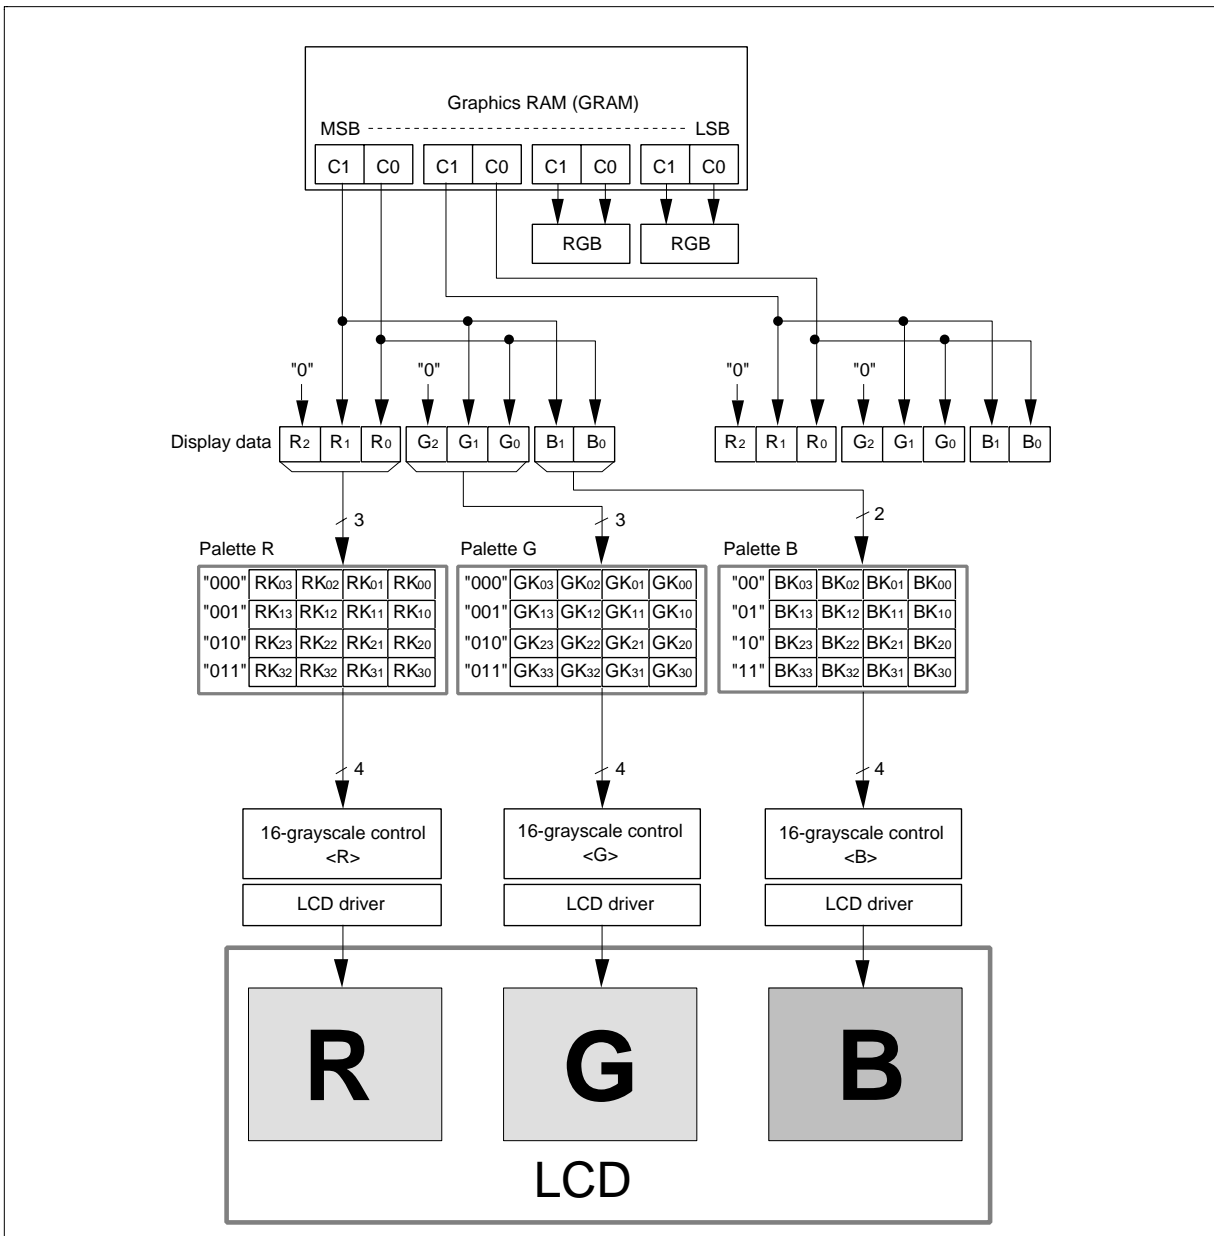 Graphics RAM (GRAM)
MSB LSB
C1 C0 C1 C0 C1 C0 C1 C0
RGB RGB
"0" "0" "0" "0"
Display data R2 R1 R0 G2 G1 G0 B1 B0 R2 R1 R0 G2 G1 G0 B1 B0
3 3 2
Palette R Palette G Palette B
"000" RK03 RK02 RK01 RK00 "000" GK03 GK02 GK01 GK00 "00" BK03 BK02 BK01 BK00
"001" RK13 RK12 RK11 RK10 "001" GK13 GK12 GK11 GK10 "01" BK13 BK12 BK11 BK10
"010" RK23 RK22 RK21 RK20 "010" GK23 GK22 GK21 GK20 "10" BK23 BK22 BK21 BK20
"011" RK32 RK32 RK31 RK30 "011" GK33 GK32 GK31 GK30 "11" BK33 BK32 BK31 BK30
4 4 4
16-grayscale control 16-grayscale control 16-grayscale control
<R> <G> <B>
LCD driver LCD driver LCD driver
R G B
LCD